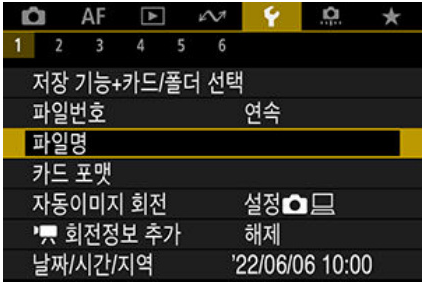 AF
1 2 3 4 5 6
저장 기능+카드/폴더 선택
파일번호 연속
파일명
카드 포맷
자동이미지 회전 설정
회전정보 추가 해제
날짜/시간/지역 '22/06/06 10:00